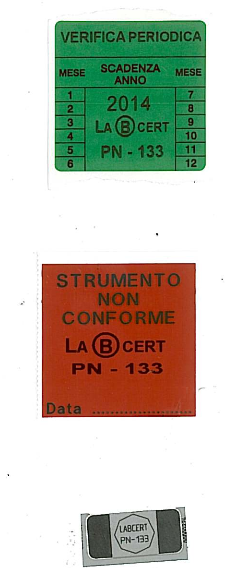 VERIFICA PERIODICA
MESE SCADENZA ANNO MESE
1 7
2 2014 8
3 9
4 LA B CERT 10
5 PN - 133 11
6 12
STRUMENTO
NON
CONFORME
LA B CERT
PN - 133
Data ....................
LABCERT
PN-133